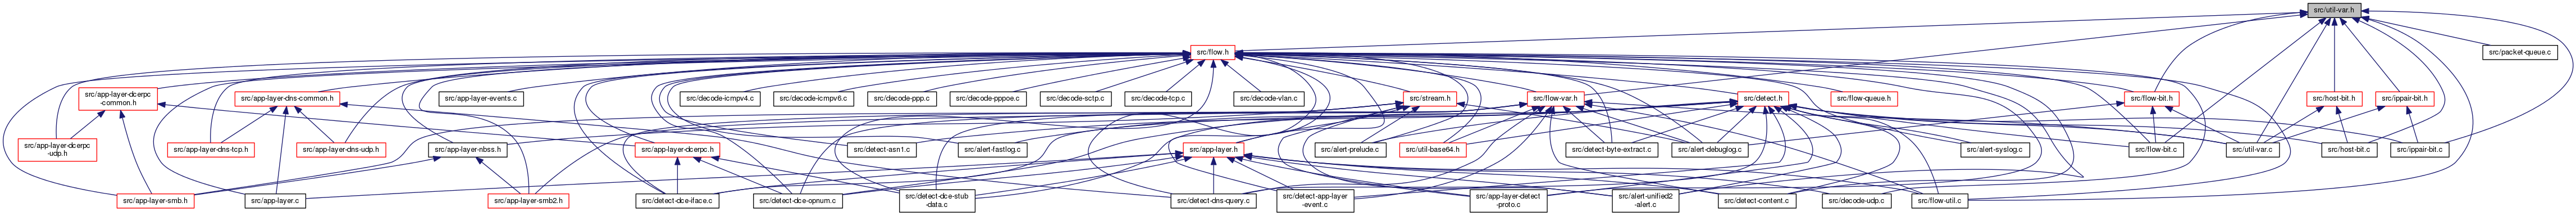 src/util-var.h
src/flow.h
src/packet-queue.c
src/app-layer-dcerpc
-common.h
src/app-layer-dns-common.h
src/app-layer-events.c
src/decode-icmpv4.c
src/decode-icmpv6.c
src/decode-ppp.c
src/decode-pppoe.c
src/decode-sctp.c
src/decode-tcp.c
src/decode-vlan.c
src/stream.h
src/flow-var.h
src/detect.h
src/flow-queue.h
src/flow-bit.h
src/host-bit.h
src/ippair-bit.h
src/app-layer-dcerpc
-udp.h
src/app-layer-dns-tcp.h
src/app-layer-dns-udp.h
src/app-layer-nbss.h
src/app-layer-dcerpc.h
src/detect-asn1.c
src/alert-fastlog.c
src/app-layer.h
src/alert-prelude.c
src/util-base64.h
src/detect-byte-extract.c
src/alert-debuglog.c
src/alert-syslog.c
src/flow-bit.c
src/util-var.c
src/host-bit.c
src/ippair-bit.c
src/app-layer-smb.h
src/app-layer.c
src/app-layer-smb2.h
src/detect-dce-iface.c
src/detect-dce-opnum.c
src/detect-dce-stub
-data.c
src/detect-dns-query.c
src/detect-app-layer
-event.c
src/app-layer-detect
-proto.c
src/alert-unified2
-alert.c
src/detect-content.c
src/decode-udp.c
src/flow-util.c